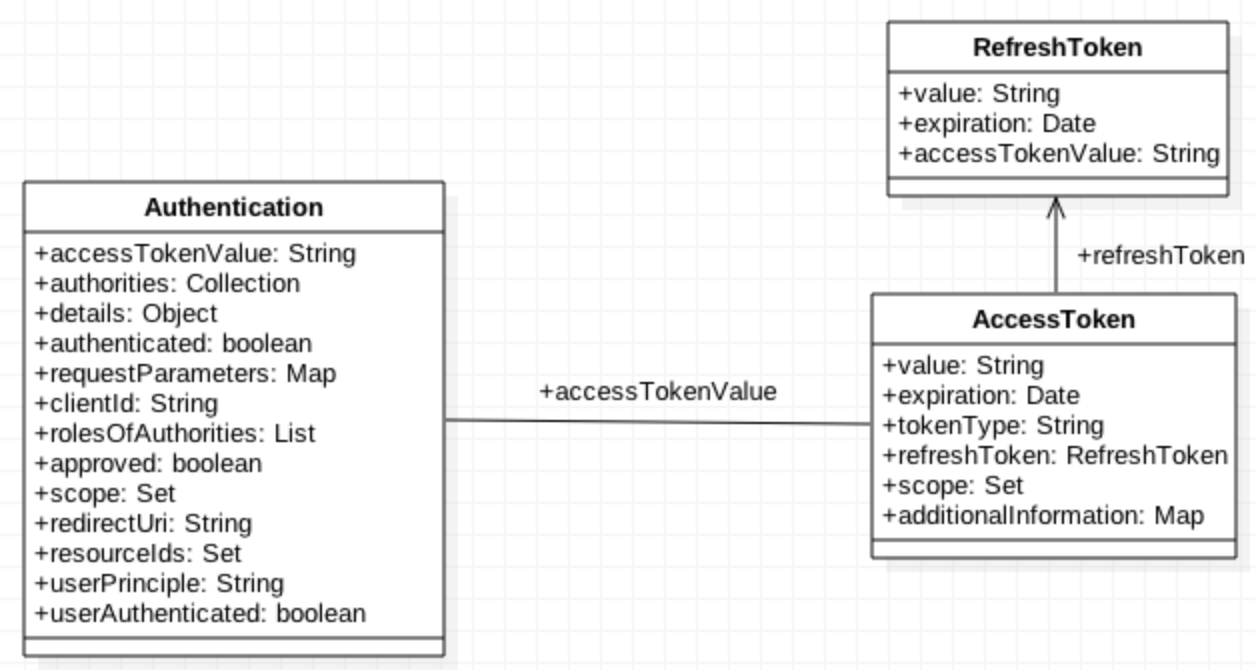 RefreshToken
+value: String
+expiration: Date
+accessTokenValue: String
Authentication
+accessTokenValue: String
+authorities: Collection
+details: Object
+authenticated: boolean
+requestParameters: Map
+clientId: String
+rolesOfAuthorities: List
+approved: boolean
+scope: Set
+redirectUri: String
+resourceIds: Set
+userPrinciple: String
+userAuthenticated: boolean
+accessTokenValue
+refreshToken
AccessToken
+value: String
+expiration: Date
+tokenType: String
+refreshToken: RefreshToken
+scope: Set
+additionalInformation: Map